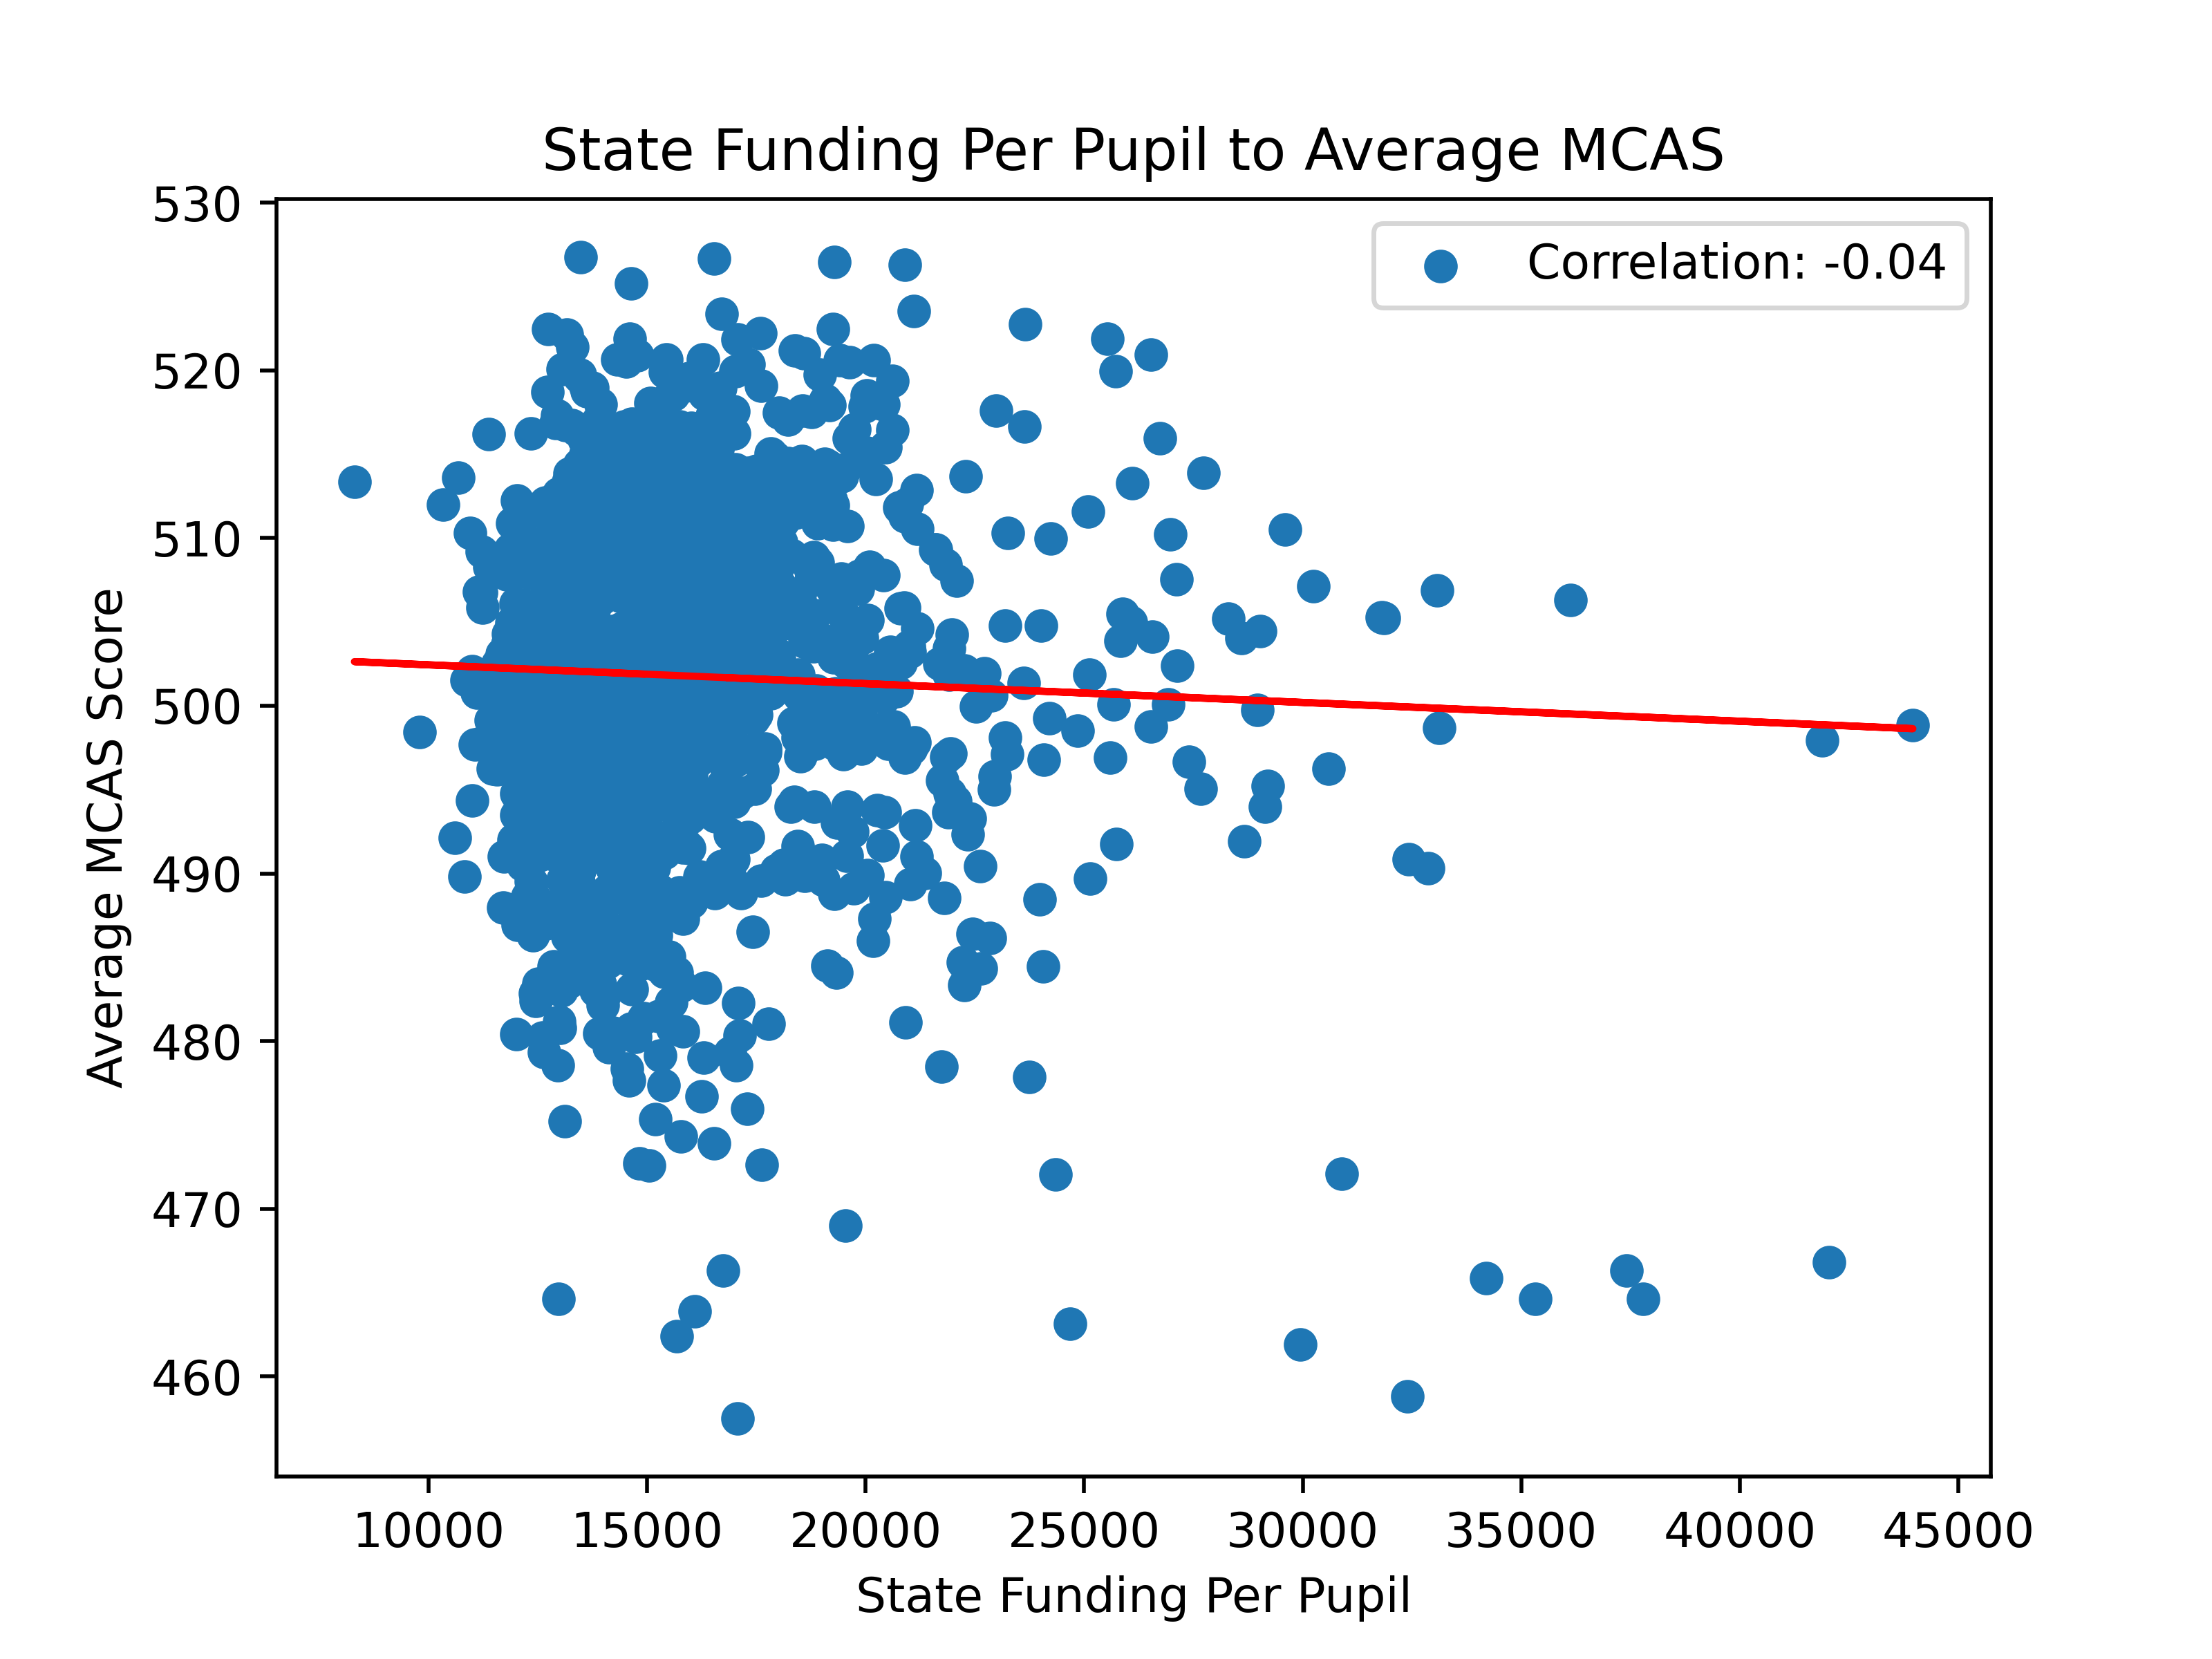 State Funding Per Pupil to Average MCAS
Correlation: -0.04
Average MCAS Score
530
520
510
500
490
480
470
460
10000 15000 20000 25000 30000 35000 40000 45000
State Funding Per Pupil